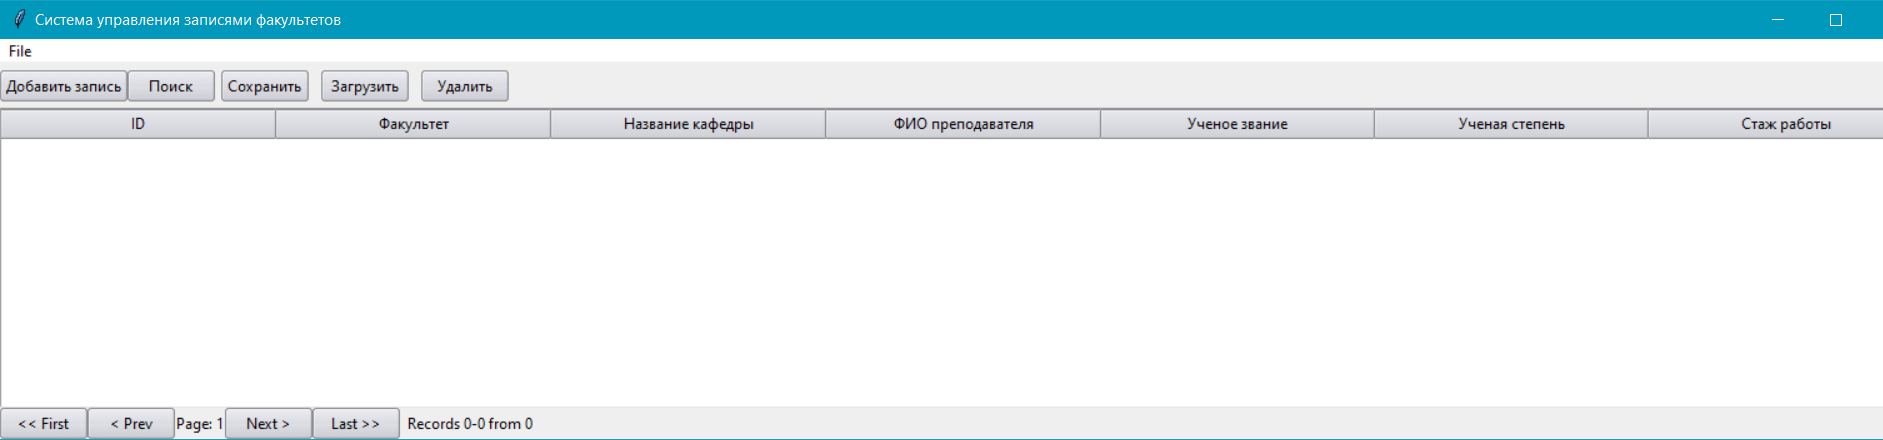 Система управления записями факультетов
File
Добавить запись Поиск Сохранить Загрузить Удалить
ID Факультет Название кафедры ФИО преподавателя Ученое звание Ученая степень Стаж работы
<< First < Prev Page: 1 Next > Last >> Records 0-0 from 0